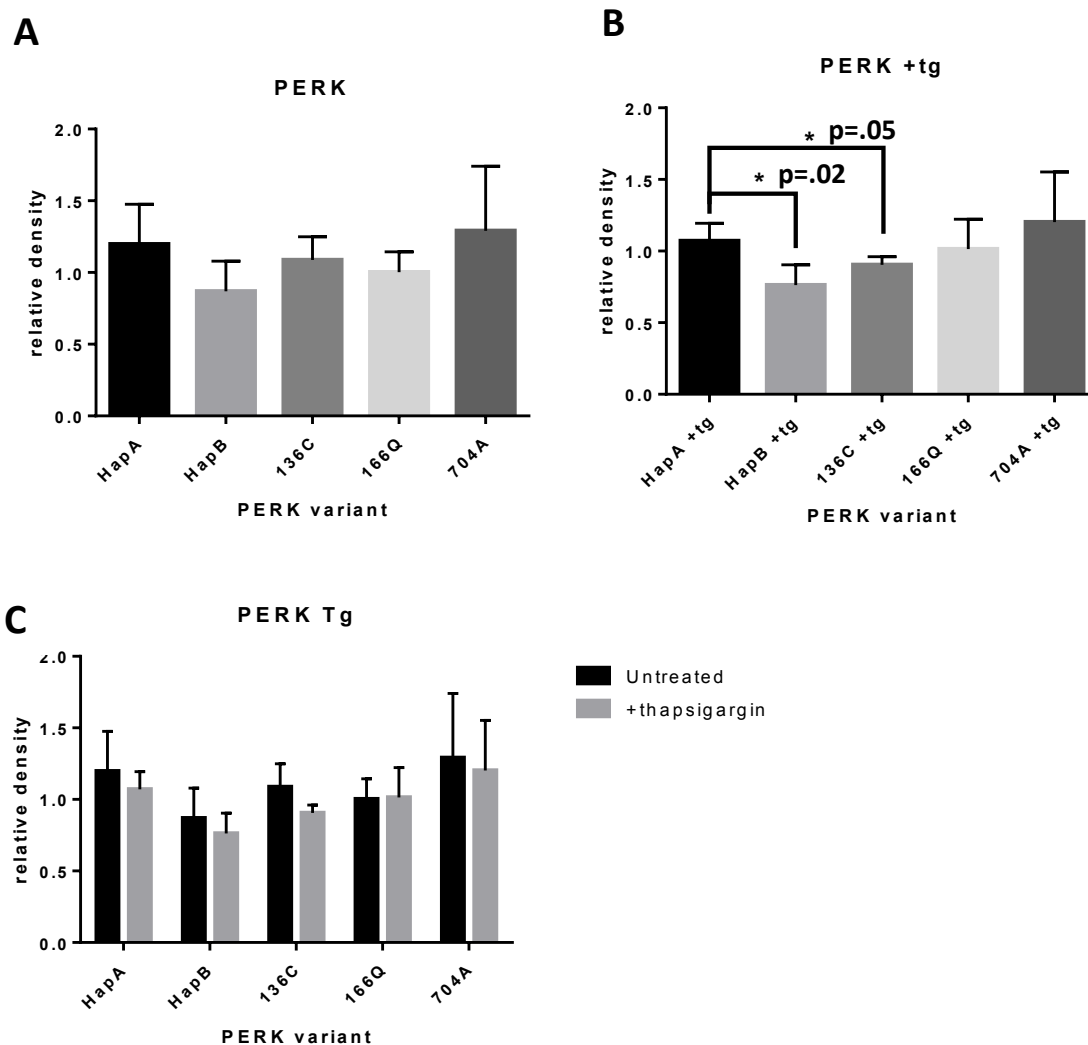 A
PERK
2.0
1.5
1.0
0.5
0.0
relative density
HapA
HapB
136C
166Q
704A
PERK variant
B
PERK +tg
2.0
1.5
1.0
0.5
0.0
relative density
* p=.05
* p=.02
HapA +tg
HapB +tg
136C +tg
166Q +tg
704A +tg
PERK variant
C
PERK Tg
2.0
1.5
1.0
0.5
0.0
relative density
HapA
HapB
136C
166Q
704A
PERK variant
Untreated
+thapsigargin